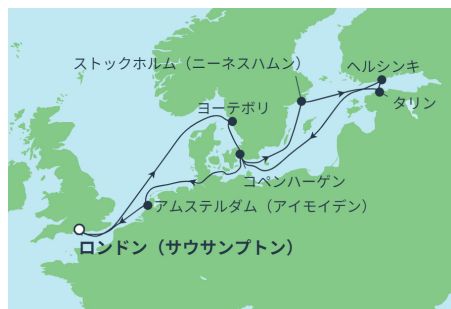 ストックホルム（ニーネスハムン）
ヘルシンキ
タリン
ヨーテボリ
コペンハーゲン
アムステルダム（アイモイデン）
ロンドン（サウサンプトン）